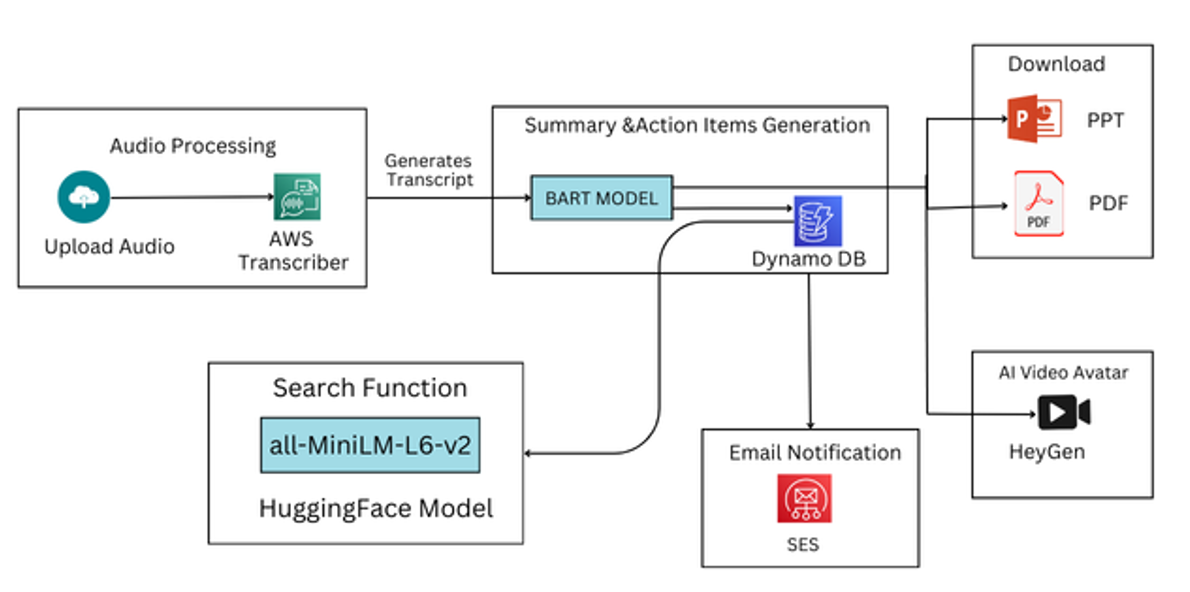 Audio Processing
Upload Audio
AWS
Transcriber
Generates
Transcript
Summary &Action Items Generation
BART MODEL
Dynamo DB
Download
P
PPT
PDF
PDF
AI Video Avatar
HeyGen
Search Function
all-MiniLM-L6-v2
HuggingFace Model
Email Notification
SES